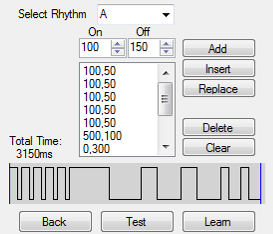 Select Rhythm A
On Off
100 150 Add
Insert
Replace
100,50
100,50
100,50
100,50
100,50
500,100
0,300
Delete
Clear
Total Time:
3150ms
Back Test Learn